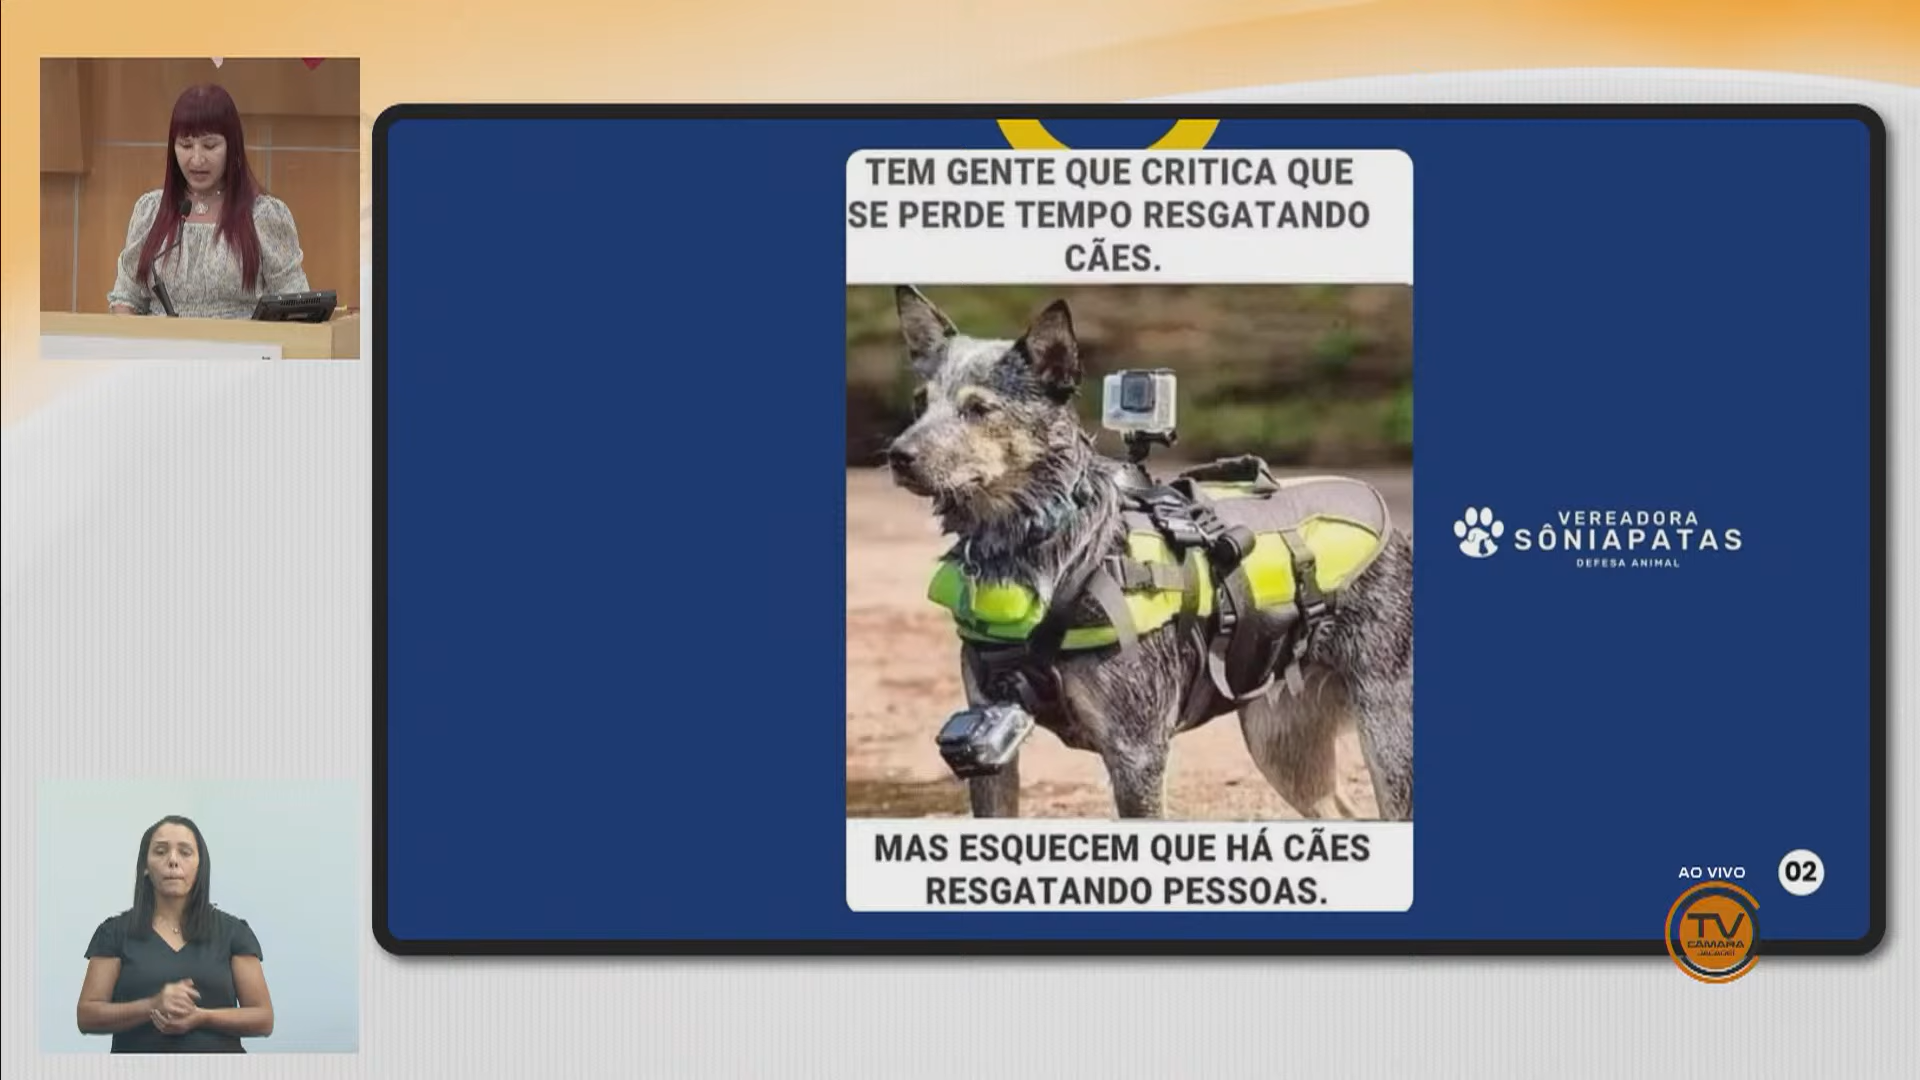 TEM GENTE QUE CRITICA QUE
SE PERDE TEMPO RESGATANDO
CÃES.
VEREADORA
SÔNIAPATAS
DEFESA ANIMAL
MAS ESQUECEM QUE HÁ CÃES
RESGATANDO PESSOAS.
AO VIVO
02
TV
CÂMARA
JACAREÍ